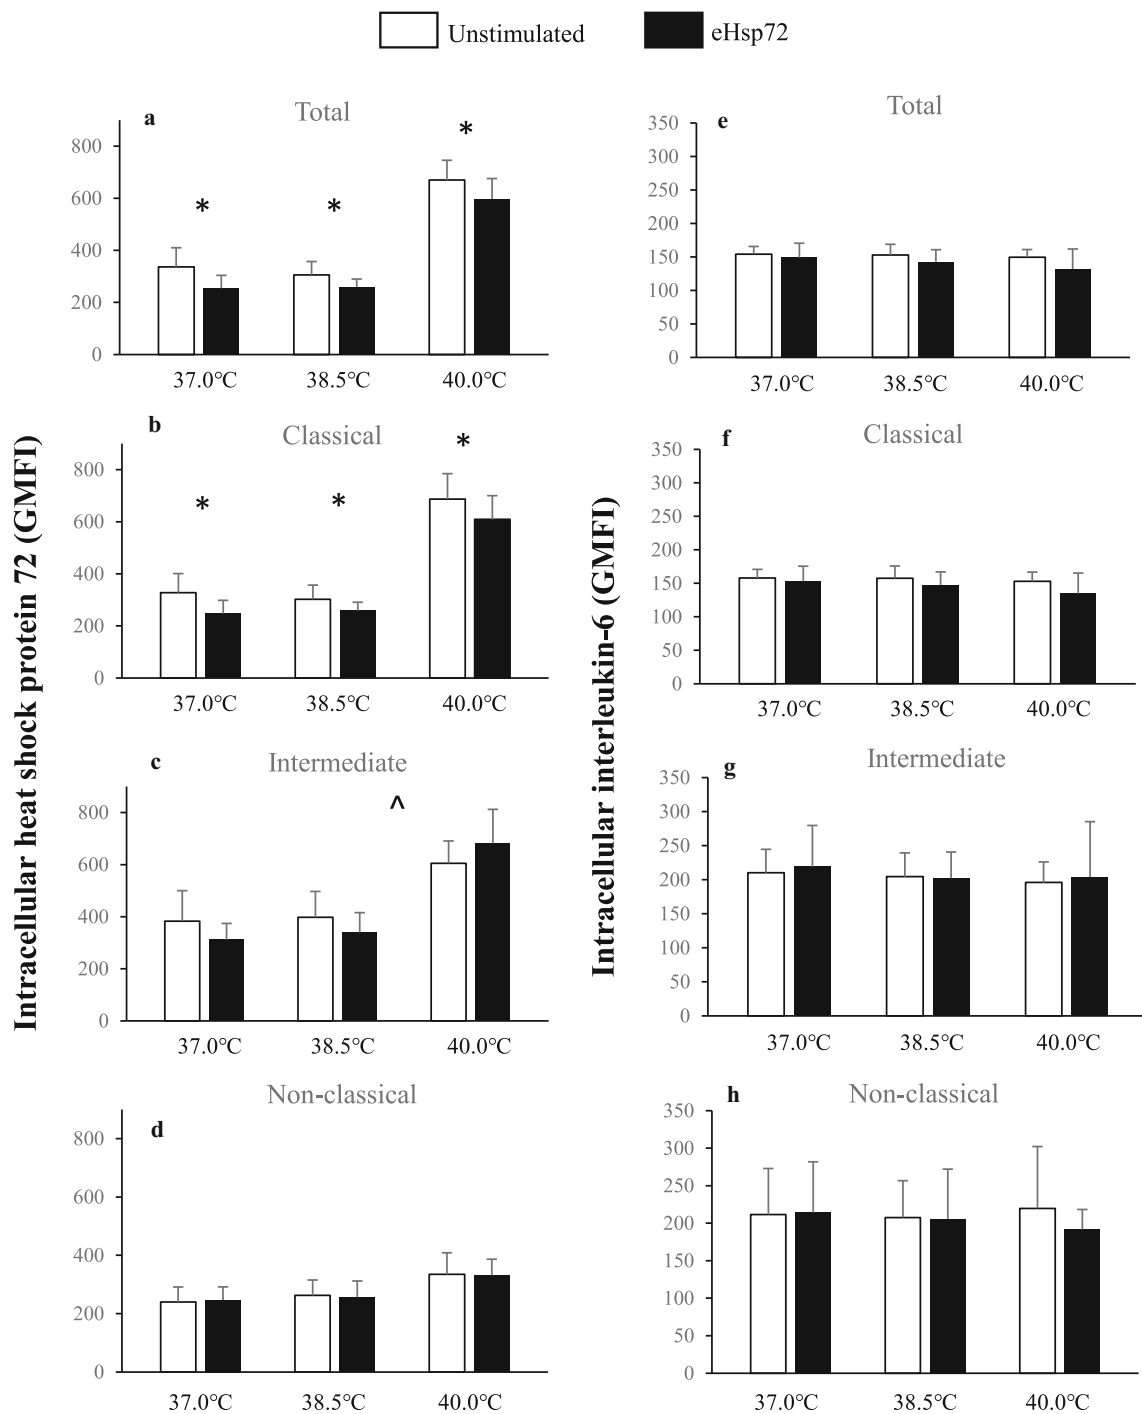 Unstimulated eHsp72
Intracellular heat shock protein 72 (GMFI)
a Total
800
600
400
200
0
* * *
37.0°C 38.5°C 40.0°C
b Classical
800
600
400
200
0
* * *
37.0°C 38.5°C 40.0°C
c Intermediate
800
600
400
200
0
^
37.0°C 38.5°C 40.0°C
d Non-classical
800
600
400
200
0
37.0°C 38.5°C 40.0°C
Intracellular interleukin-6 (GMFI)
e Total
350
300
250
200
150
100
50
0
37.0°C 38.5°C 40.0°C
f Classical
350
300
250
200
150
100
50
0
37.0°C 38.5°C 40.0°C
g Intermediate
350
300
250
200
150
100
50
0
37.0°C 38.5°C 40.0°C
h Non-classical
350
300
250
200
150
100
50
0
37.0°C 38.5°C 40.0°C